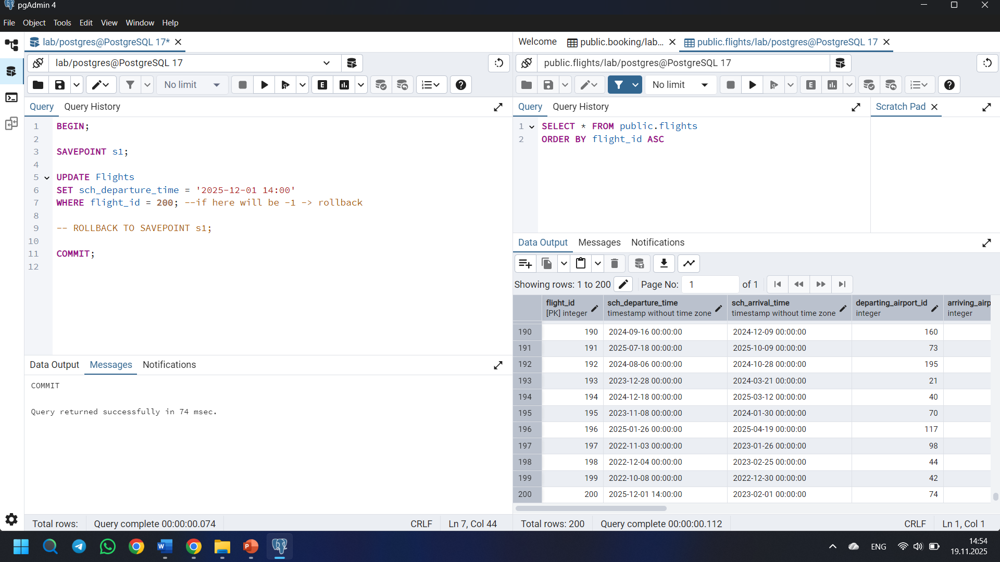 pgAdmin 4
File Object Tools Edit View Window Help
lab/postgres@PostgreSQL 17*
lab/postgres@PostgreSQL 17
No limit
E
Query Query History
1 BEGIN;
2
3 SAVEPOINT s1;
4
5 UPDATE Flights
6 SET sch_departure_time = '2025-12-01 14:00'
7 WHERE flight_id = 200; --if here will be -1 -> rollback
8
9 -- ROLLBACK TO SAVEPOINT s1;
10
11 COMMIT;
12
Data Output Messages Notifications
COMMIT
Query returned successfully in 74 msec.
Total rows: Query complete 00:00:00.074 CRLF Ln 7, Col 44
Welcome public.booking/lab... public.flights/lab/postgres@PostgreSQL 17
public.flights/lab/postgres@PostgreSQL 17
No limit
E
Query Query History Scratch Pad
1 SELECT * FROM public.flights
2 ORDER BY flight_id ASC
Data Output Messages Notifications
Showing rows: 1 to 200 Page No: 1 of 1
flight_id sch_departure_time sch_arrival_time departing_airport_id arriving_airp
[PK] integer timestamp without time zone timestamp without time zone integer integer
190 190 2024-09-16 00:00:00 2024-12-09 00:00:00 160
191 191 2025-07-18 00:00:00 2025-10-09 00:00:00 73
192 192 2024-08-06 00:00:00 2024-10-28 00:00:00 195
193 193 2023-12-28 00:00:00 2024-03-21 00:00:00 21
194 194 2024-12-18 00:00:00 2025-03-12 00:00:00 40
195 195 2023-11-08 00:00:00 2024-01-30 00:00:00 70
196 196 2025-01-26 00:00:00 2025-04-19 00:00:00 117
197 197 2022-11-03 00:00:00 2023-01-26 00:00:00 98
198 198 2022-12-04 00:00:00 2023-02-25 00:00:00 44
199 199 2022-10-08 00:00:00 2022-12-30 00:00:00 42
200 200 2025-12-01 14:00:00 2023-02-01 00:00:00 74
Total rows: 200 Query complete 00:00:00.112 CRLF Ln 1, Col 1
W P ENG 14:54
19.11.2025